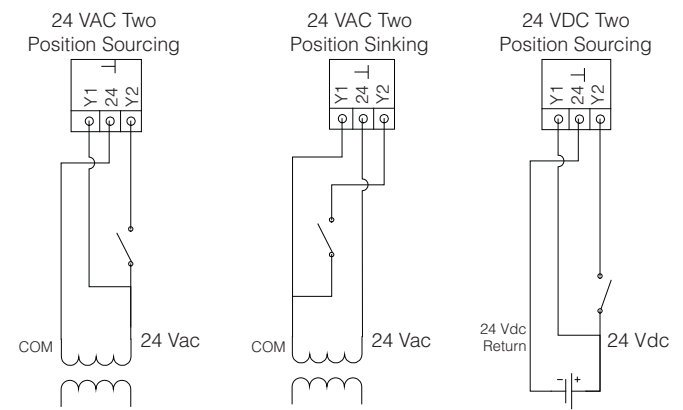 24 VAC Two
Position Sourcing
24 VAC Two
Position Sinking
24 VDC Two
Position Sourcing
Y1
24
Y2
Y1
24
Y2
Y1
24
Y2
COM
24 Vac
COM
24 Vac
24 Vdc
Return
24 Vdc
- +